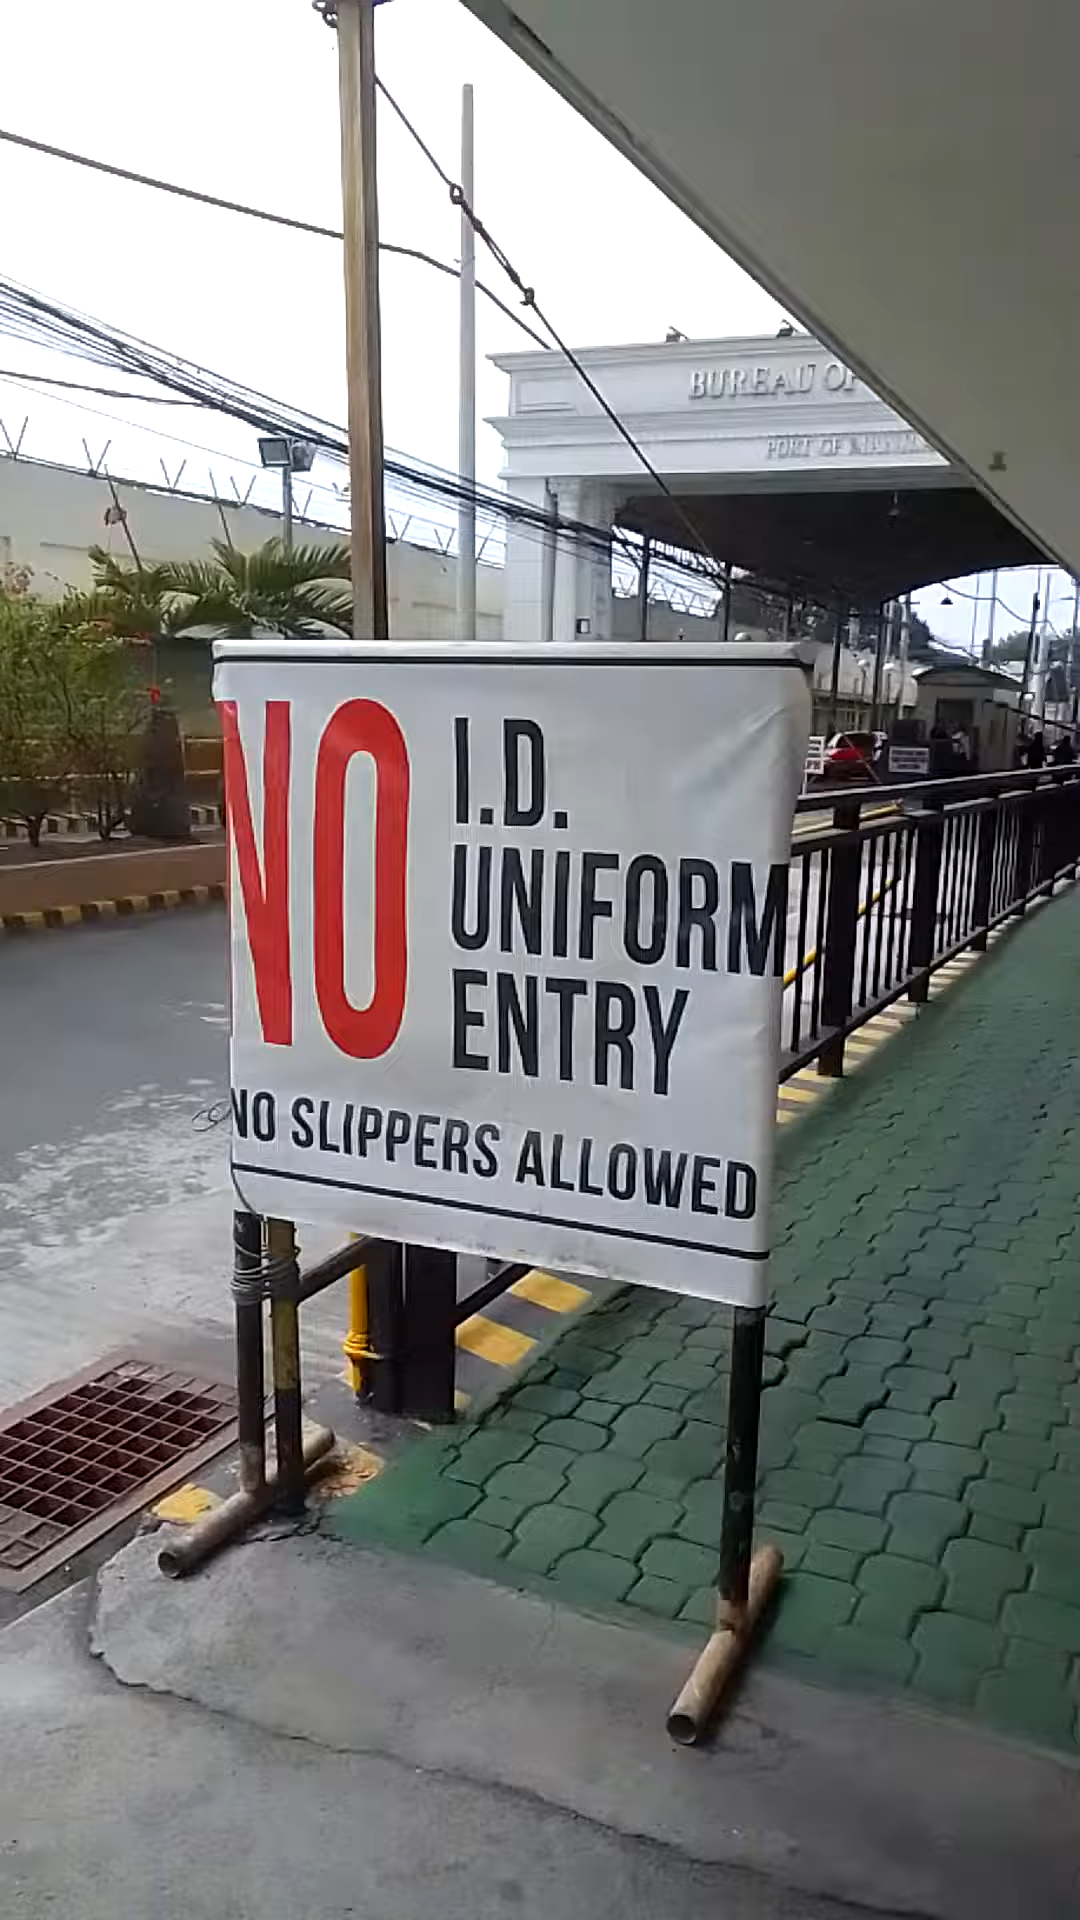 BUREAU OF
PORT OF
NO
I.D.
UNIFORM
ENTRY
NO SLIPPERS ALLOWED